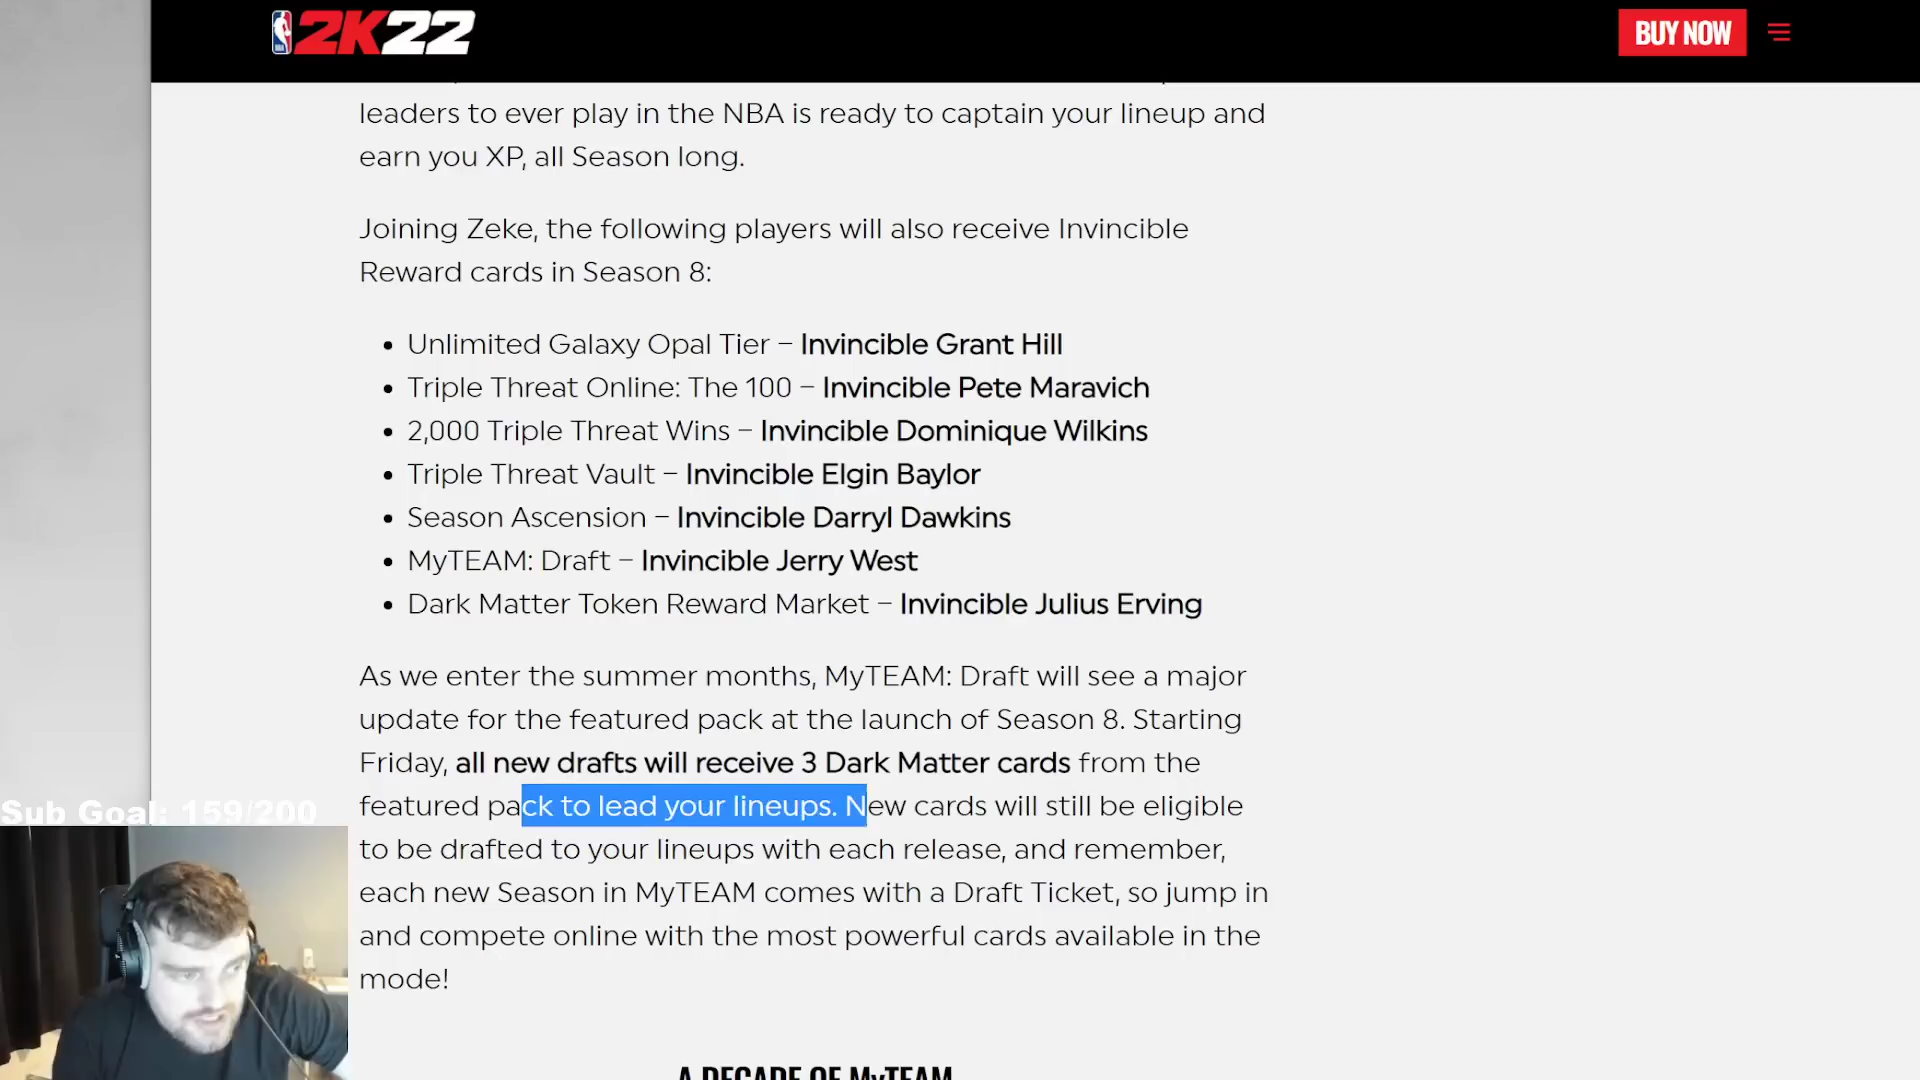 2K22
BUY NOW
leaders to ever play in the NBA is ready to captain your lineup and
earn you XP, all Season long.
Joining Zeke, the following players will also receive Invincible
Reward cards in Season 8:
• Unlimited Galaxy Opal Tier – Invincible Grant Hill
• Triple Threat Online: The 100 – Invincible Pete Maravich
• 2,000 Triple Threat Wins – Invincible Dominique Wilkins
• Triple Threat Vault – Invincible Elgin Baylor
• Season Ascension – Invincible Darryl Dawkins
• MyTEAM: Draft – Invincible Jerry West
• Dark Matter Token Reward Market – Invincible Julius Erving
As we enter the summer months, MyTEAM: Draft will see a major
update for the featured pack at the launch of Season 8. Starting
Friday, all new drafts will receive 3 Dark Matter cards from the
featured pack to lead your lineups. New cards will still be eligible
to be drafted to your lineups with each release, and remember,
each new Season in MyTEAM comes with a Draft Ticket, so jump in
and compete online with the most powerful cards available in the
mode!
A DECADE OF MyTEAM
Sub Goal: 159/200